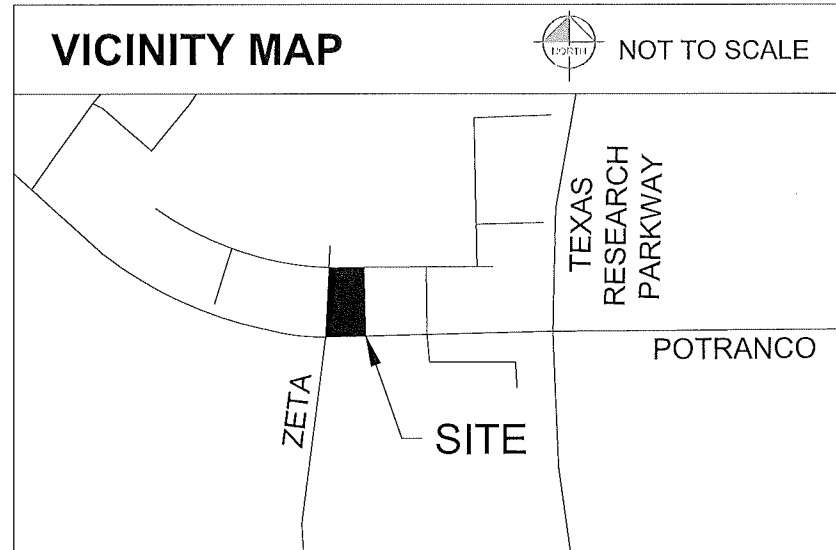 VICINITY MAP
NORTH
NOT TO SCALE
TEXAS
RESEARCH
PARKWAY
POTRANCO
ZETA
SITE